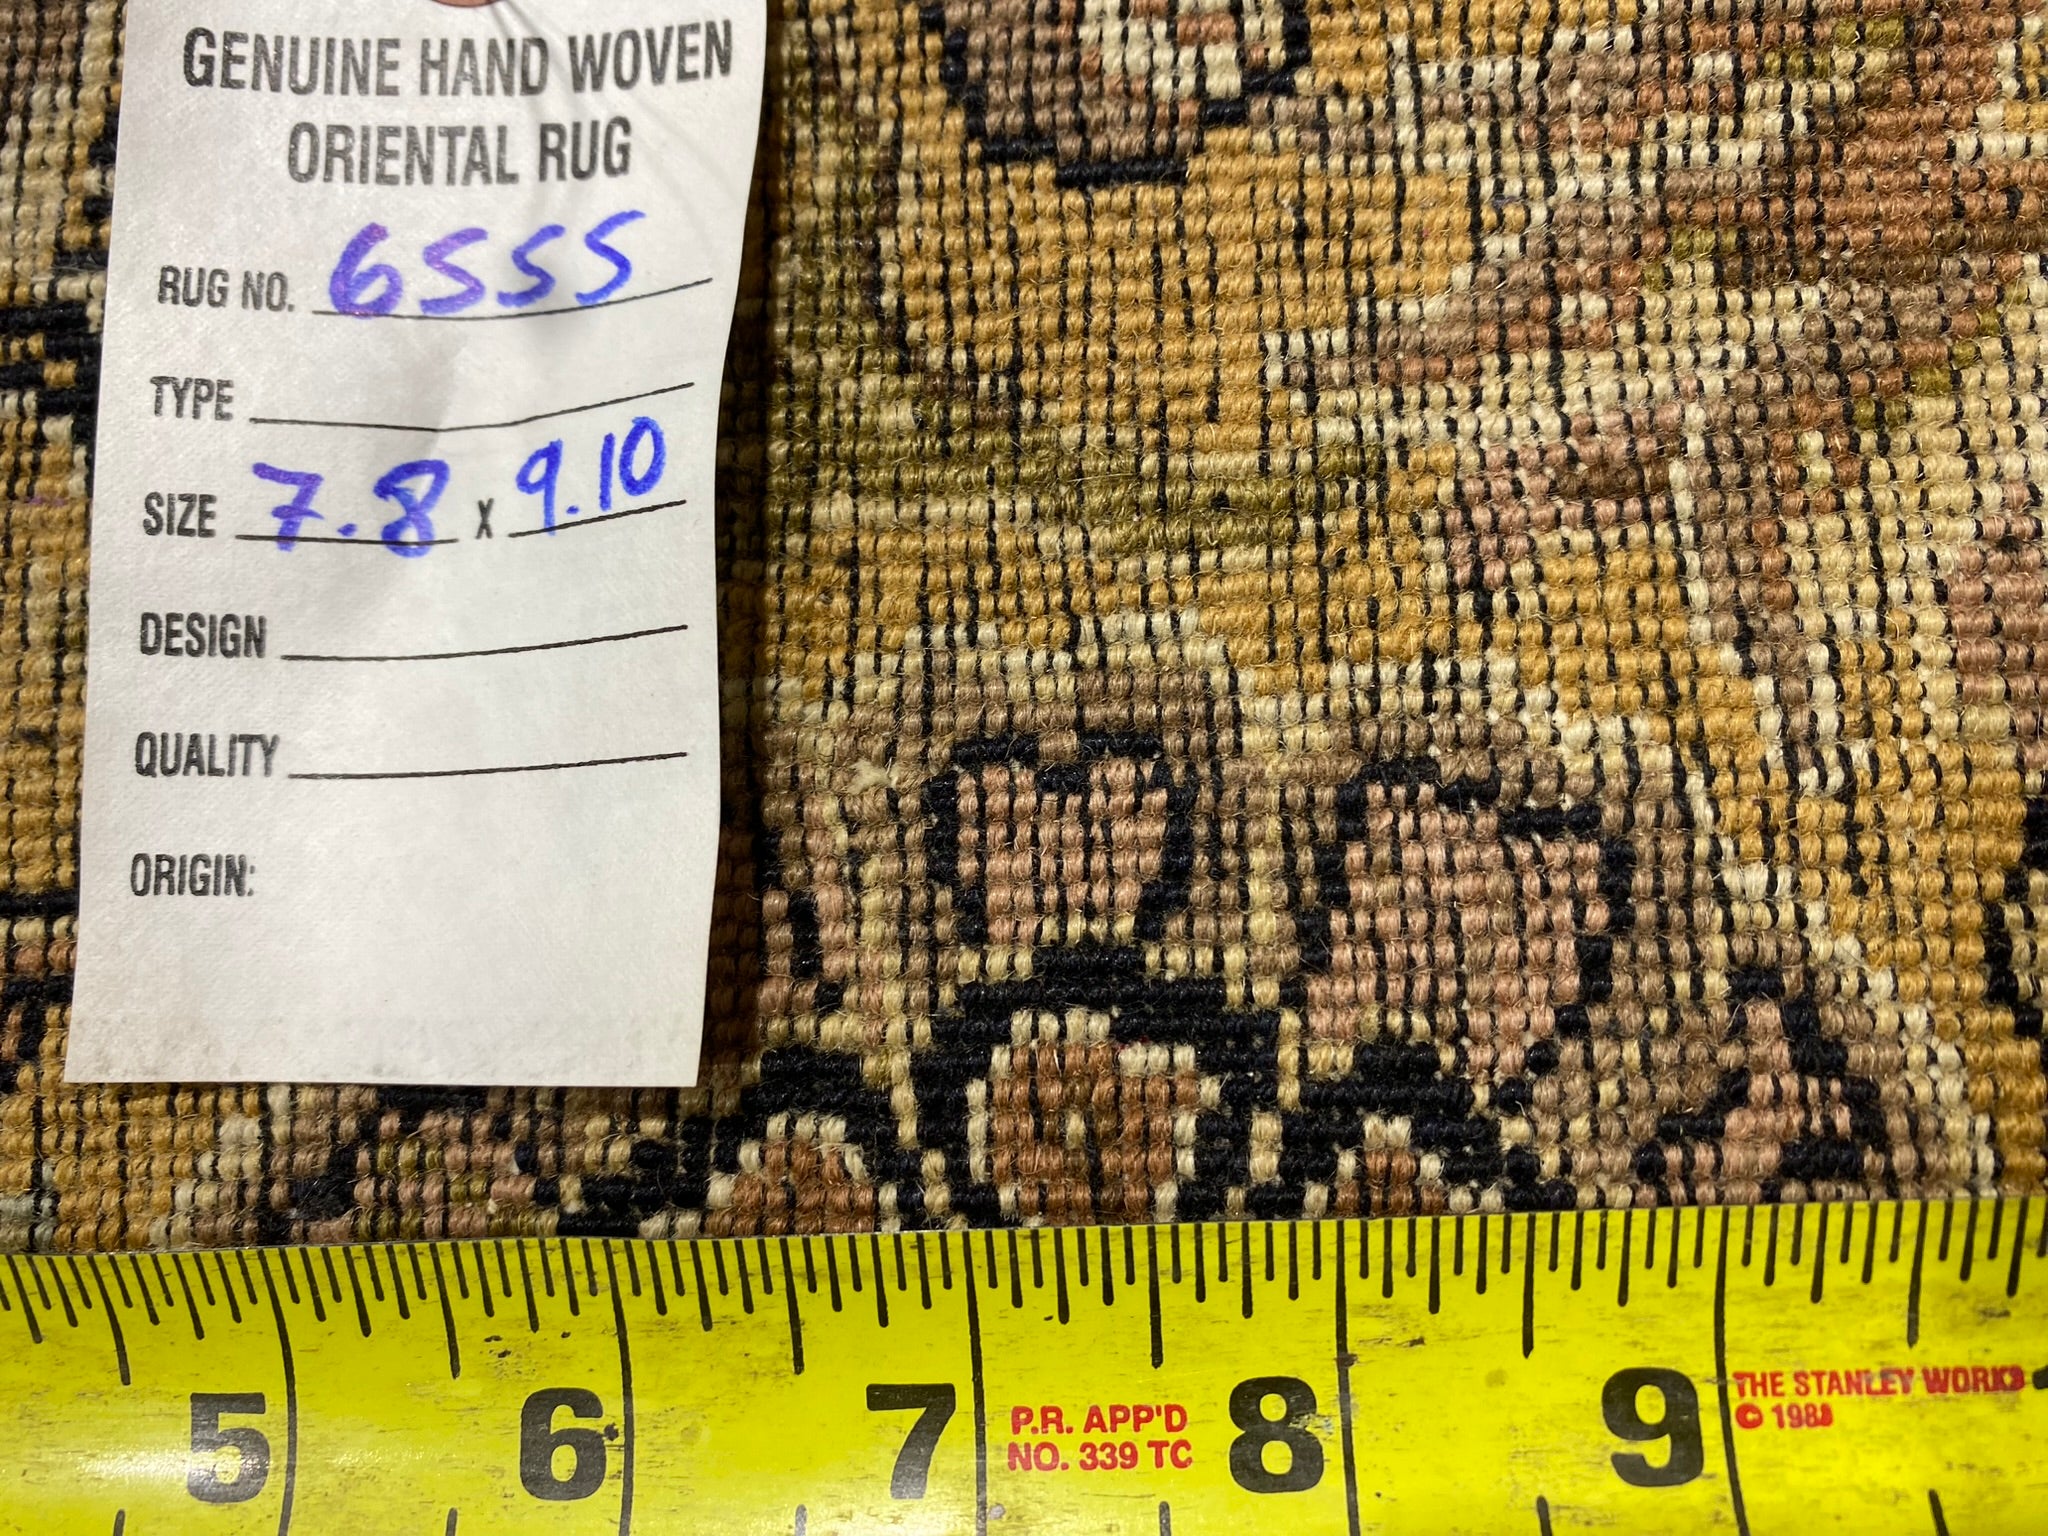 GENUINE HAND WOVEN
ORIENTAL RUG
RUG NO. 6555
TYPE
SIZE 7.8 X 9.10
DESIGN
QUALITY
ORIGIN:
5 6 7 8 9
P.R. APP'D
NO. 339 TC
THE STANLEY WORKS
© 1988